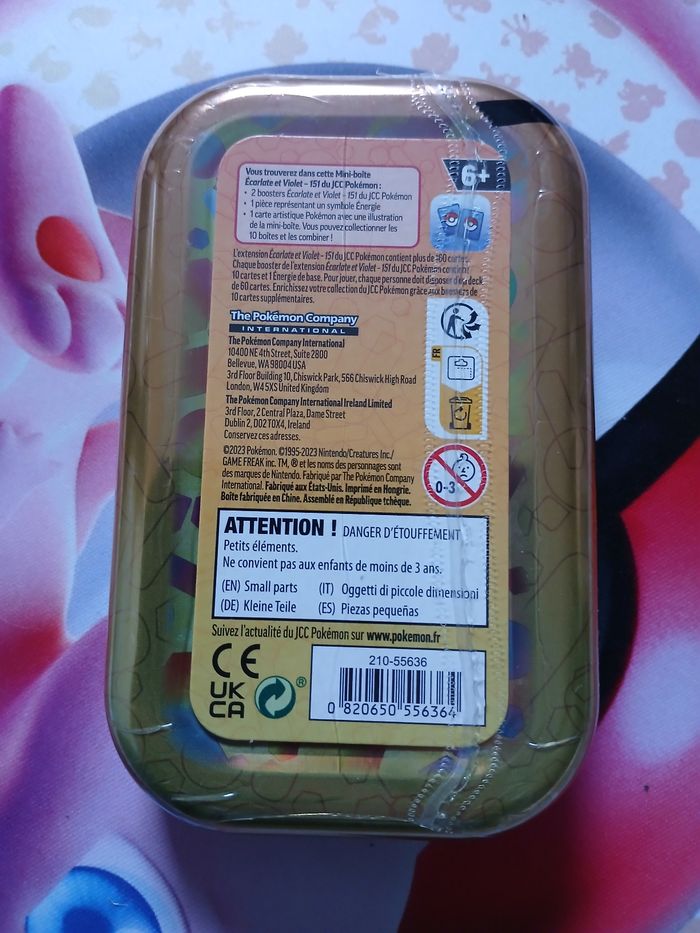 6+
Vous trouverez dans cette Mini-boîte
Écarlate et Violet – 151 du JCC Pokémon :
• 2 boosters Écarlate et Violet – 151 du JCC Pokémon
• 1 pièce représentant un symbole Énergie
• 1 carte artistique Pokémon avec une illustration
de la mini-boîte. Vous pouvez collectionner les
10 boîtes et les combiner !
L'extension Écarlate et Violet – 151 du JCC Pokémon contient plus de 160 cartes.
Chaque booster de l'extension Écarlate et Violet – 151 du JCC Pokémon contient
10 cartes et 1 Énergie de base. Pour jouer, chaque personne doit disposer d'un deck
de 60 cartes. Enrichissez votre collection du JCC Pokémon grâce aux boosters de
10 cartes supplémentaires.
The Pokémon Company
INTERNATIONAL
The Pokémon Company International
10400 NE 4th Street, Suite 2800
Bellevue, WA 98004 USA
3rd Floor Building 10, Chiswick Park, 566 Chiswick High Road
London, W4 5XS United Kingdom
The Pokémon Company International Ireland Limited
3rd Floor, 2 Central Plaza, Dame Street
Dublin 2, D02 T0X4, Ireland
Conservez ces adresses.
FR
©2023 Pokémon. ©1995-2023 Nintendo/Creatures Inc./
GAME FREAK inc. TM, ® et les noms des personnages sont
des marques de Nintendo. Fabriqué par The Pokémon Company
International. Fabriqué aux États-Unis. Imprimé en Hongrie.
Boîte fabriquée en Chine. Assemblé en République tchèque.
0-3
ATTENTION ! DANGER D'ÉTOUFFEMENT
Petits éléments.
Ne convient pas aux enfants de moins de 3 ans.
(EN) Small parts (IT) Oggetti di piccole dimensioni
(DE) Kleine Teile (ES) Piezas pequeñas
Suivez l'actualité du JCC Pokémon sur www.pokemon.fr
CE
UK
CA
®
210-55636
0 820650 556364